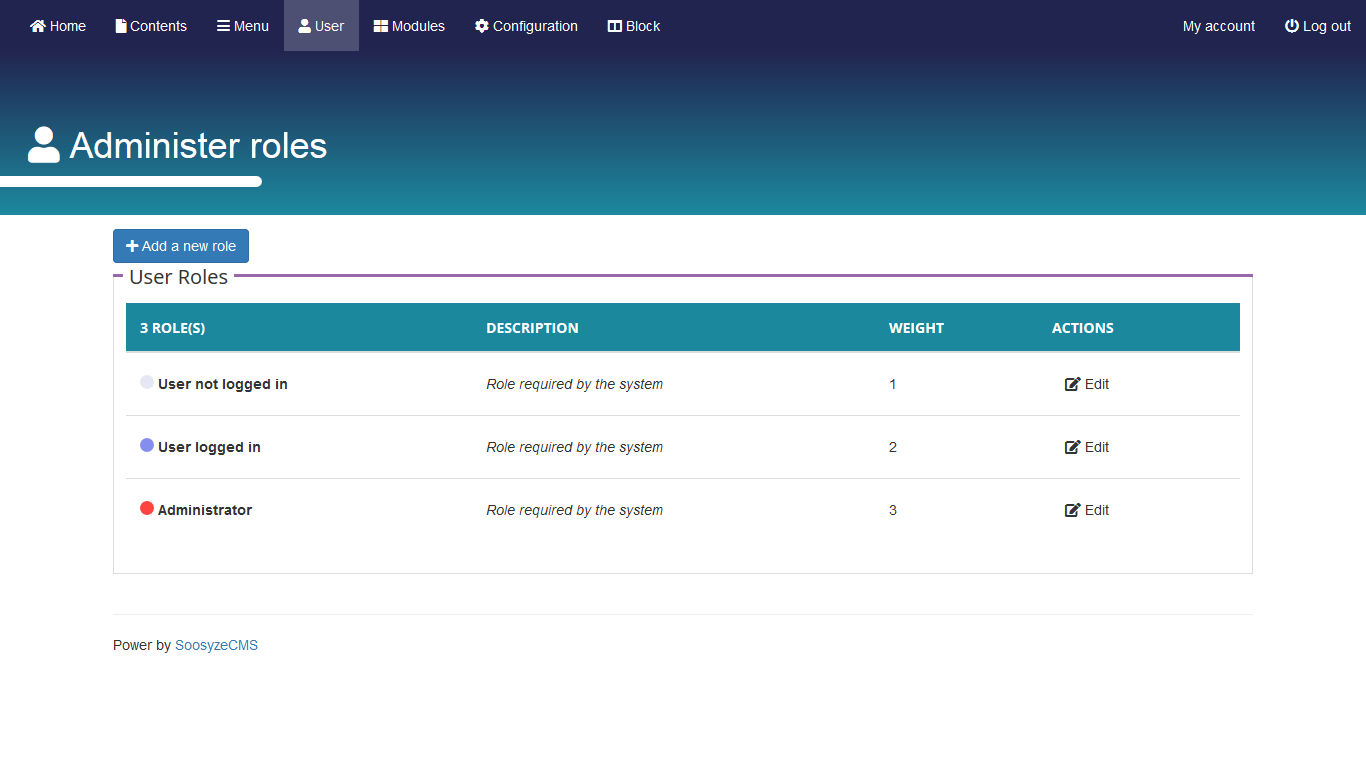 Home Contents Menu User Modules Configuration Block My account Log out
Administer roles
Add a new role
User Roles
3 ROLE(S) DESCRIPTION WEIGHT ACTIONS
User not logged in Role required by the system 1 Edit
User logged in Role required by the system 2 Edit
Administrator Role required by the system 3 Edit
Power by SoosyzeCMS